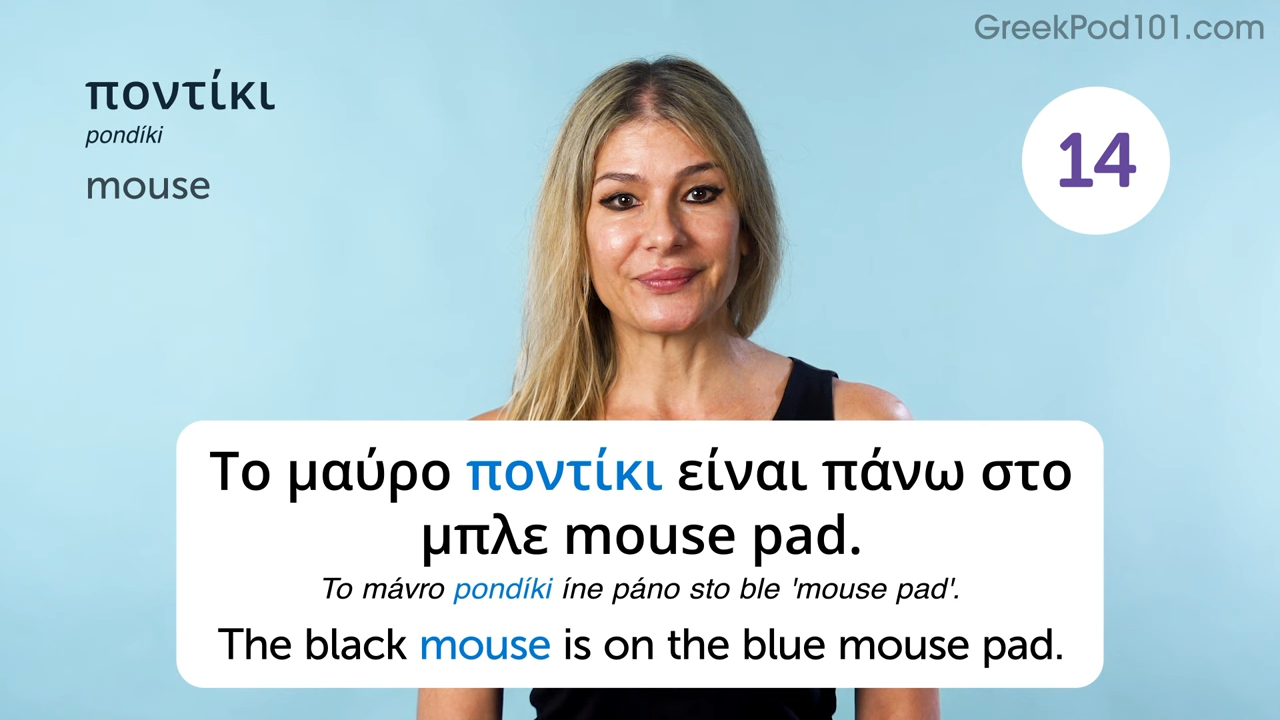 GreekPod101.com
ποντίκι
pondíki
mouse
14
Το μαύρο ποντίκι είναι πάνω στο
μπλε mouse pad.
To mávro pondíki íne páno sto ble 'mouse pad'.
The black mouse is on the blue mouse pad.